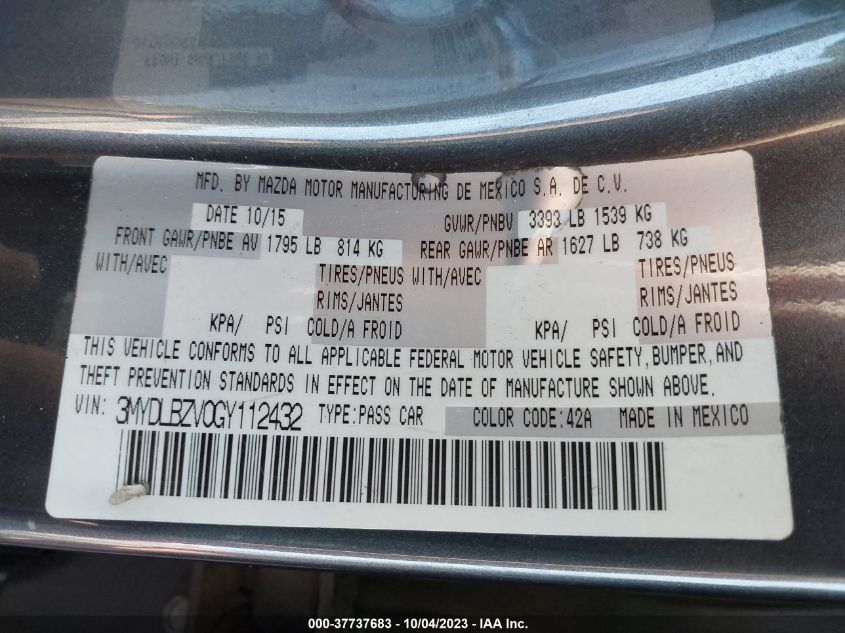 MFD. BY MAZDA MOTOR MANUFACTURING DE MEXICO S.A. DE C.V.
DATE 10/15 GVWR/PNBV 3393 LB 1539 KG
FRONT GAWR/PNBE AV 1795 LB 814 KG REAR GAWR/PNBE AR 1627 LB 738 KG
WITH/AVEC TIRES/PNEUS WITH/AVEC TIRES/PNEUS
RIMS/JANTES RIMS/JANTES
KPA/ PSI COLD/A FROID KPA/ PSI COLD/A FROID
THIS VEHICLE CONFORMS TO ALL APPLICABLE FEDERAL MOTOR VEHICLE SAFETY, BUMPER, AND
THEFT PREVENTION STANDARDS IN EFFECT ON THE DATE OF MANUFACTURE SHOWN ABOVE.
VIN: 3MYDLBZV0GY112432 TYPE:PASS CAR COLOR CODE:42A MADE IN MEXICO
000-37737683 - 10/04/2023 - IAA Inc.